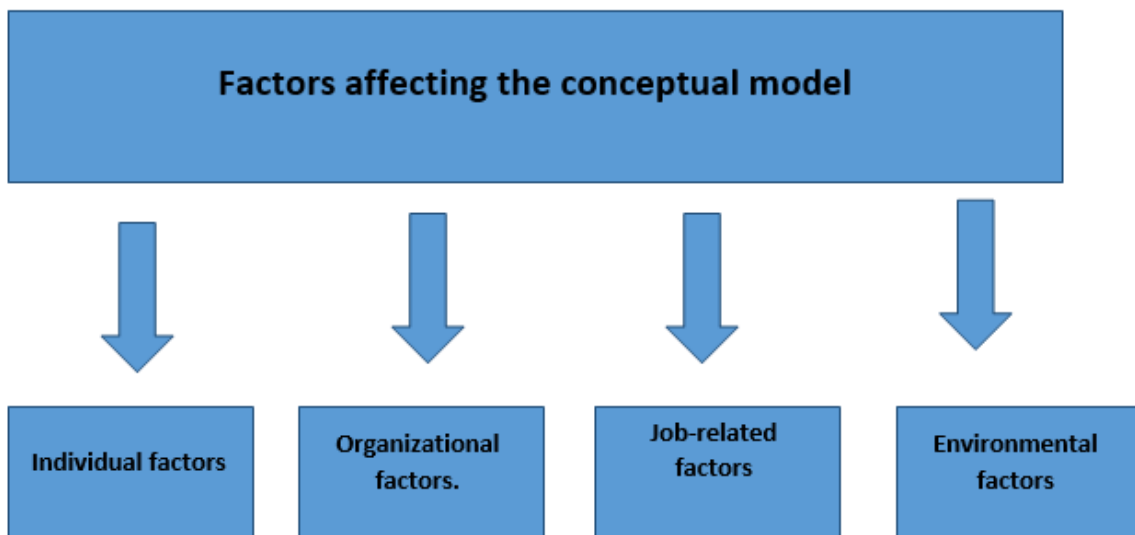 Factors affecting the conceptual model
Individual factors
Organizational
factors.
Job-related
factors
Environmental
factors